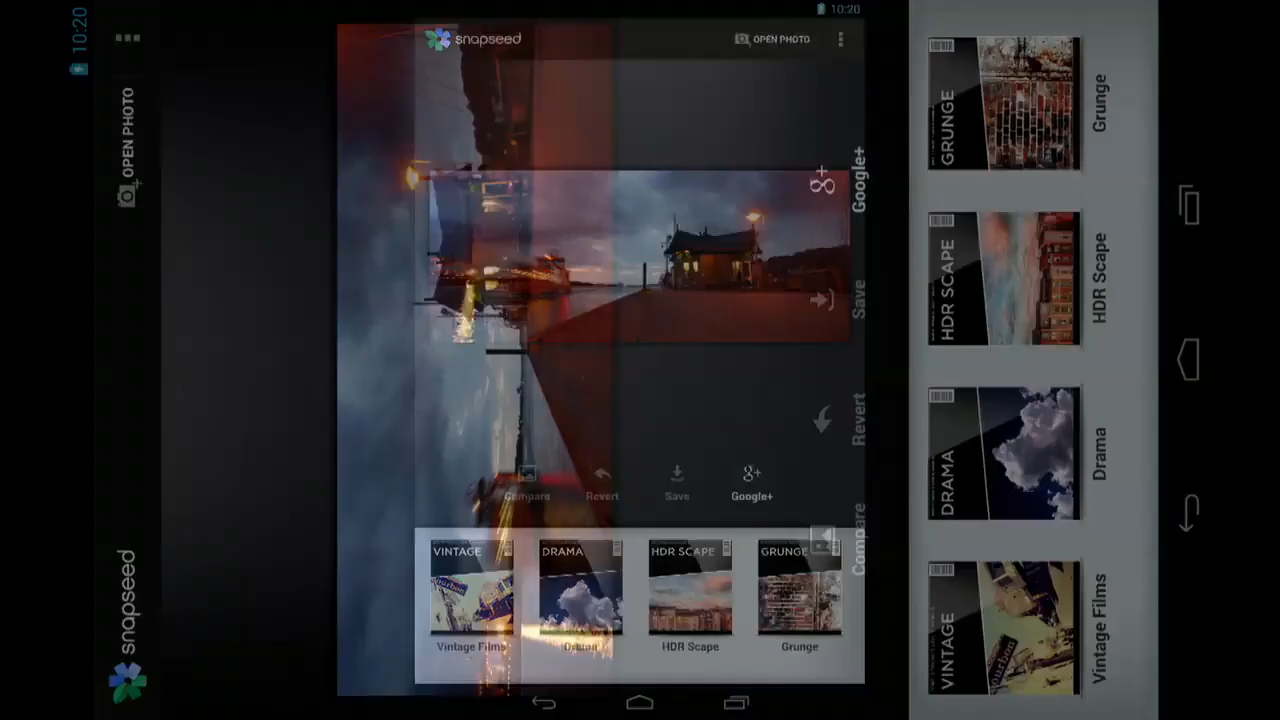 10:20
snapseed
OPEN PHOTO
Compare
Revert
Save
Google+
VINTAGE
DRAMA
HDR SCAPE
GRUNGE
Vintage Films
Drama
HDR Scape
Grunge
10:20
OPEN PHOTO
snapseed
Google+
Save
Revert
Compare
GRUNGE
Grunge
HDR SCAPE
HDR Scape
DRAMA
Drama
VINTAGE
Vintage Films